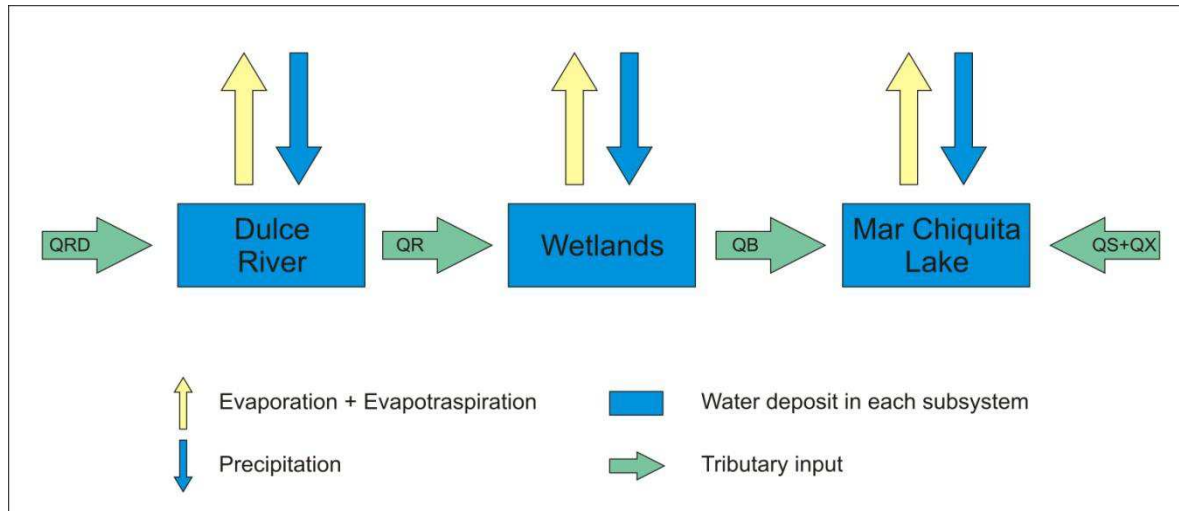 QRD
Dulce
River
QR
Wetlands
QB
Mar Chiquita
Lake
QS+QX
Evaporation + Evapotraspiration
Water deposit in each subsystem
Precipitation
Tributary input